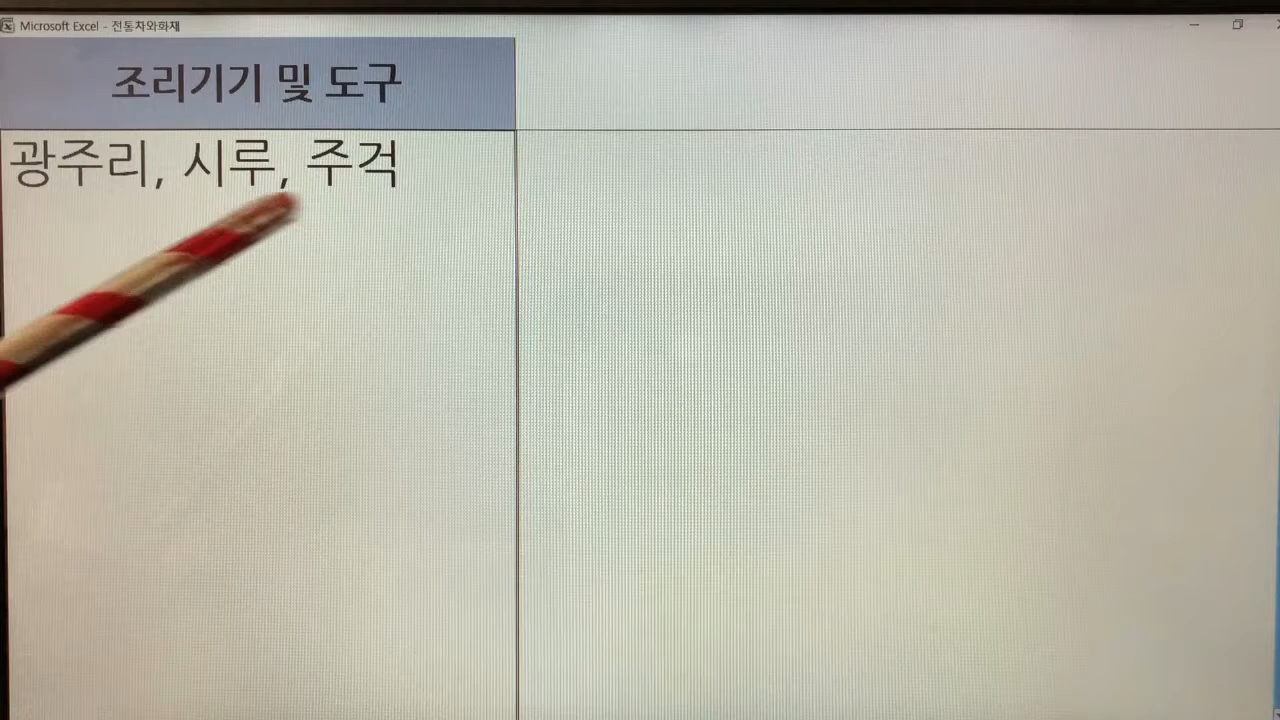 Microsoft Excel - 전통차와화재
조리기기 및 도구
광주리, 시루, 주걱